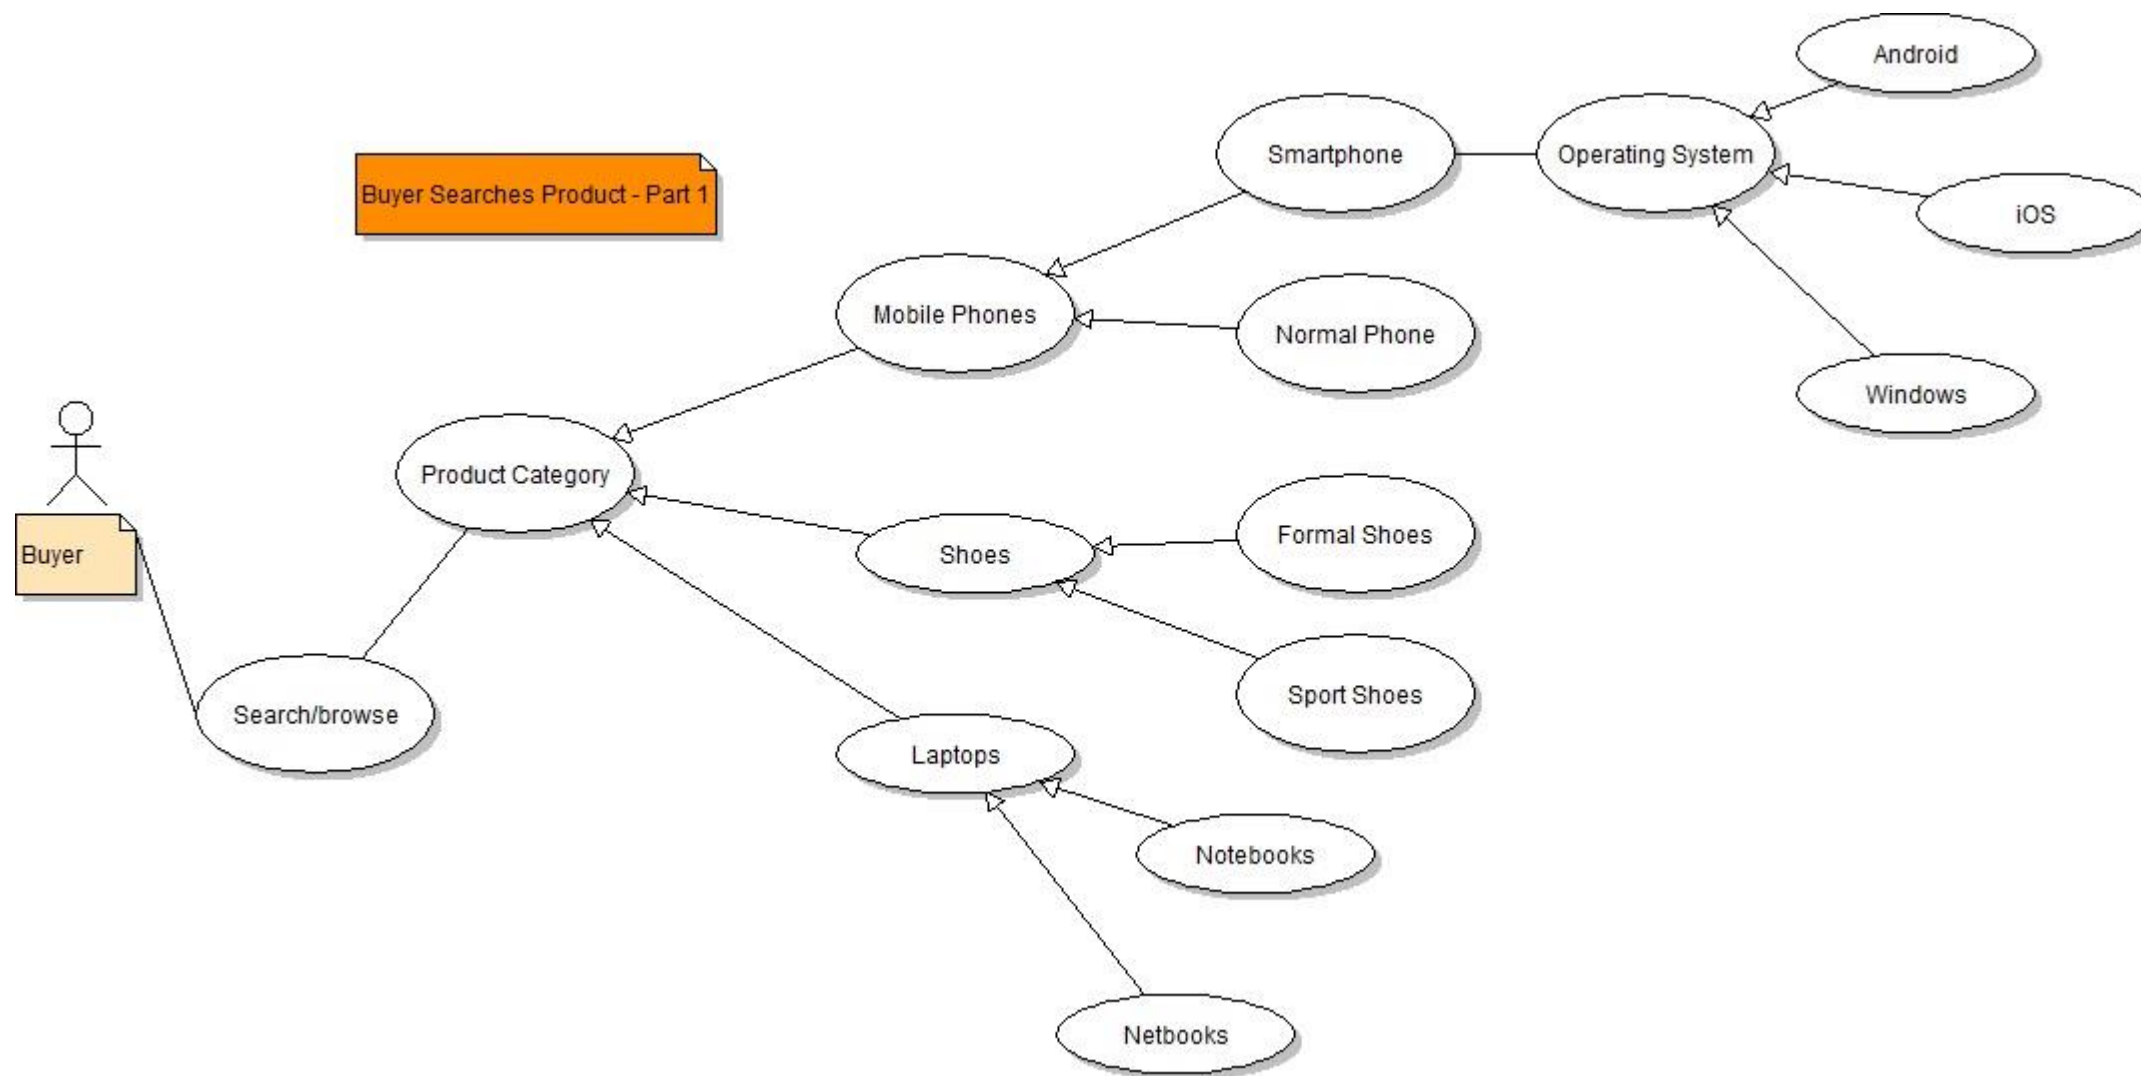 Android
Smartphone
Operating System
Buyer Searches Product - Part 1
iOS
Mobile Phones
Normal Phone
Windows
Product Category
Formal Shoes
Buyer
Shoes
Sport Shoes
Search/browse
Laptops
Notebooks
Netbooks